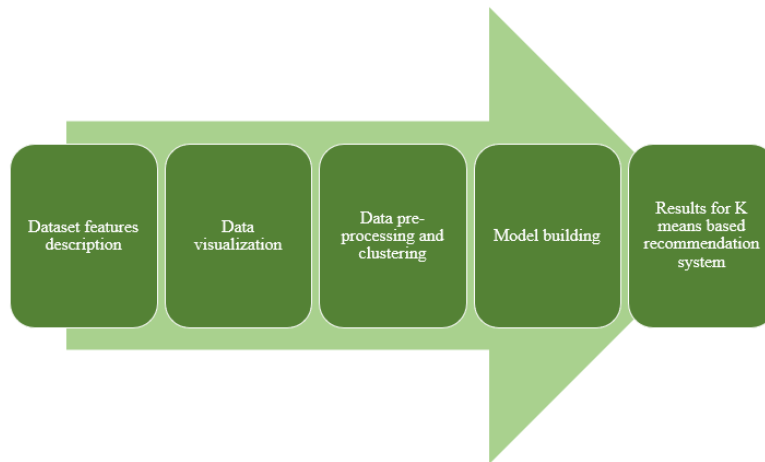 Dataset features
description
Data
visualization
Data pre-
processing and
clustering
Model building
Results for K
means based
recommendation
system